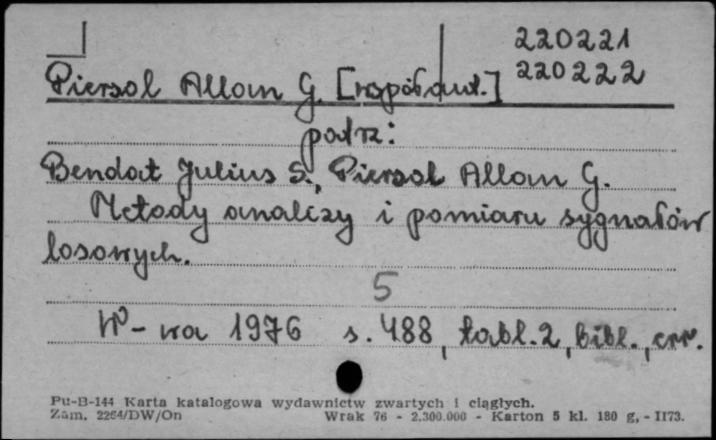 220221
Piersol Allan G. [współaut.] 220222
patrz:
Bendat Julius S., Piersol Allan G.
Metody analizy i pomiaru sygnałów
losowych.
5
W-wa 1976 s. 488, tabl. 2, bibl.,
Pu-B-144 Karta katalogowa wydawnictw zwartych i ciągłych.
Zam. 2264/DW/On Wrak 76 - 2.300.000 - Karton 5 kl. 180 g, - II73.